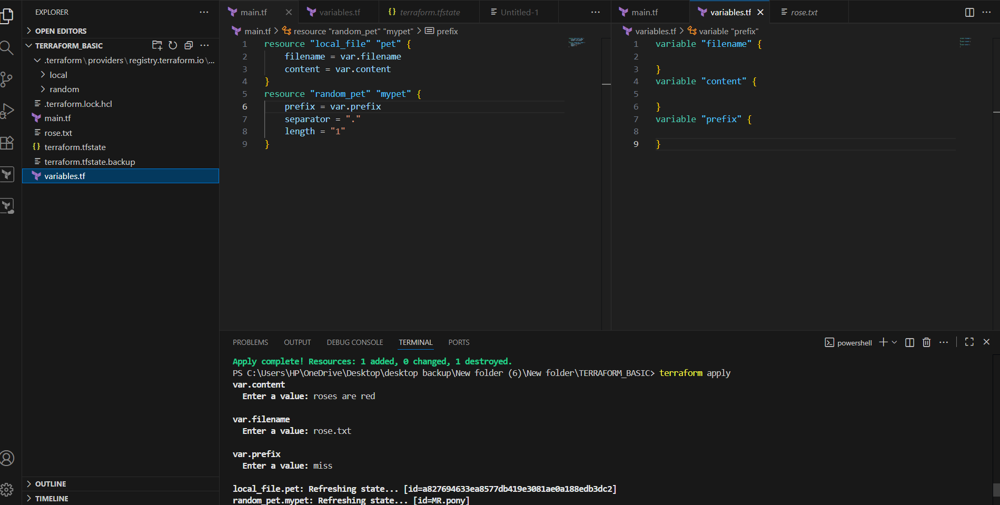 EXPLORER
OPEN EDITORS
TERRAFORM_BASIC
.terraform\providers\registry.terraform.io\...
local
random
.terraform.lock.hcl
main.tf
rose.txt
{} terraform.tfstate
terraform.tfstate.backup
variables.tf
OUTLINE
TIMELINE
main.tf
variables.tf
{} terraform.tfstate
Untitled-1
main.tf > resource "random_pet" "mypet" > prefix
1 resource "local_file" "pet" {
2 filename = var.filename
3 content = var.content
4 }
5 resource "random_pet" "mypet" {
6 prefix = var.prefix
7 separator = "."
8 length = "1"
9 }
main.tf
variables.tf
rose.txt
variables.tf > variable "prefix"
1 variable "filename" {
2
3 }
4 variable "content" {
5
6 }
7 variable "prefix" {
8
9 }
PROBLEMS OUTPUT DEBUG CONSOLE TERMINAL PORTS
powershell
Apply complete! Resources: 1 added, 0 changed, 1 destroyed.
PS C:\Users\HP\OneDrive\Desktop\desktop backup\New folder (6)\New folder\TERRAFORM_BASIC> terraform apply
var.content
Enter a value: roses are red
var.filename
Enter a value: rose.txt
var.prefix
Enter a value: miss
local_file.pet: Refreshing state... [id=a827694633ea8577db419e3081ae0a188edb3dc2]
random_pet.mypet: Refreshing state... [id=MR.pony]